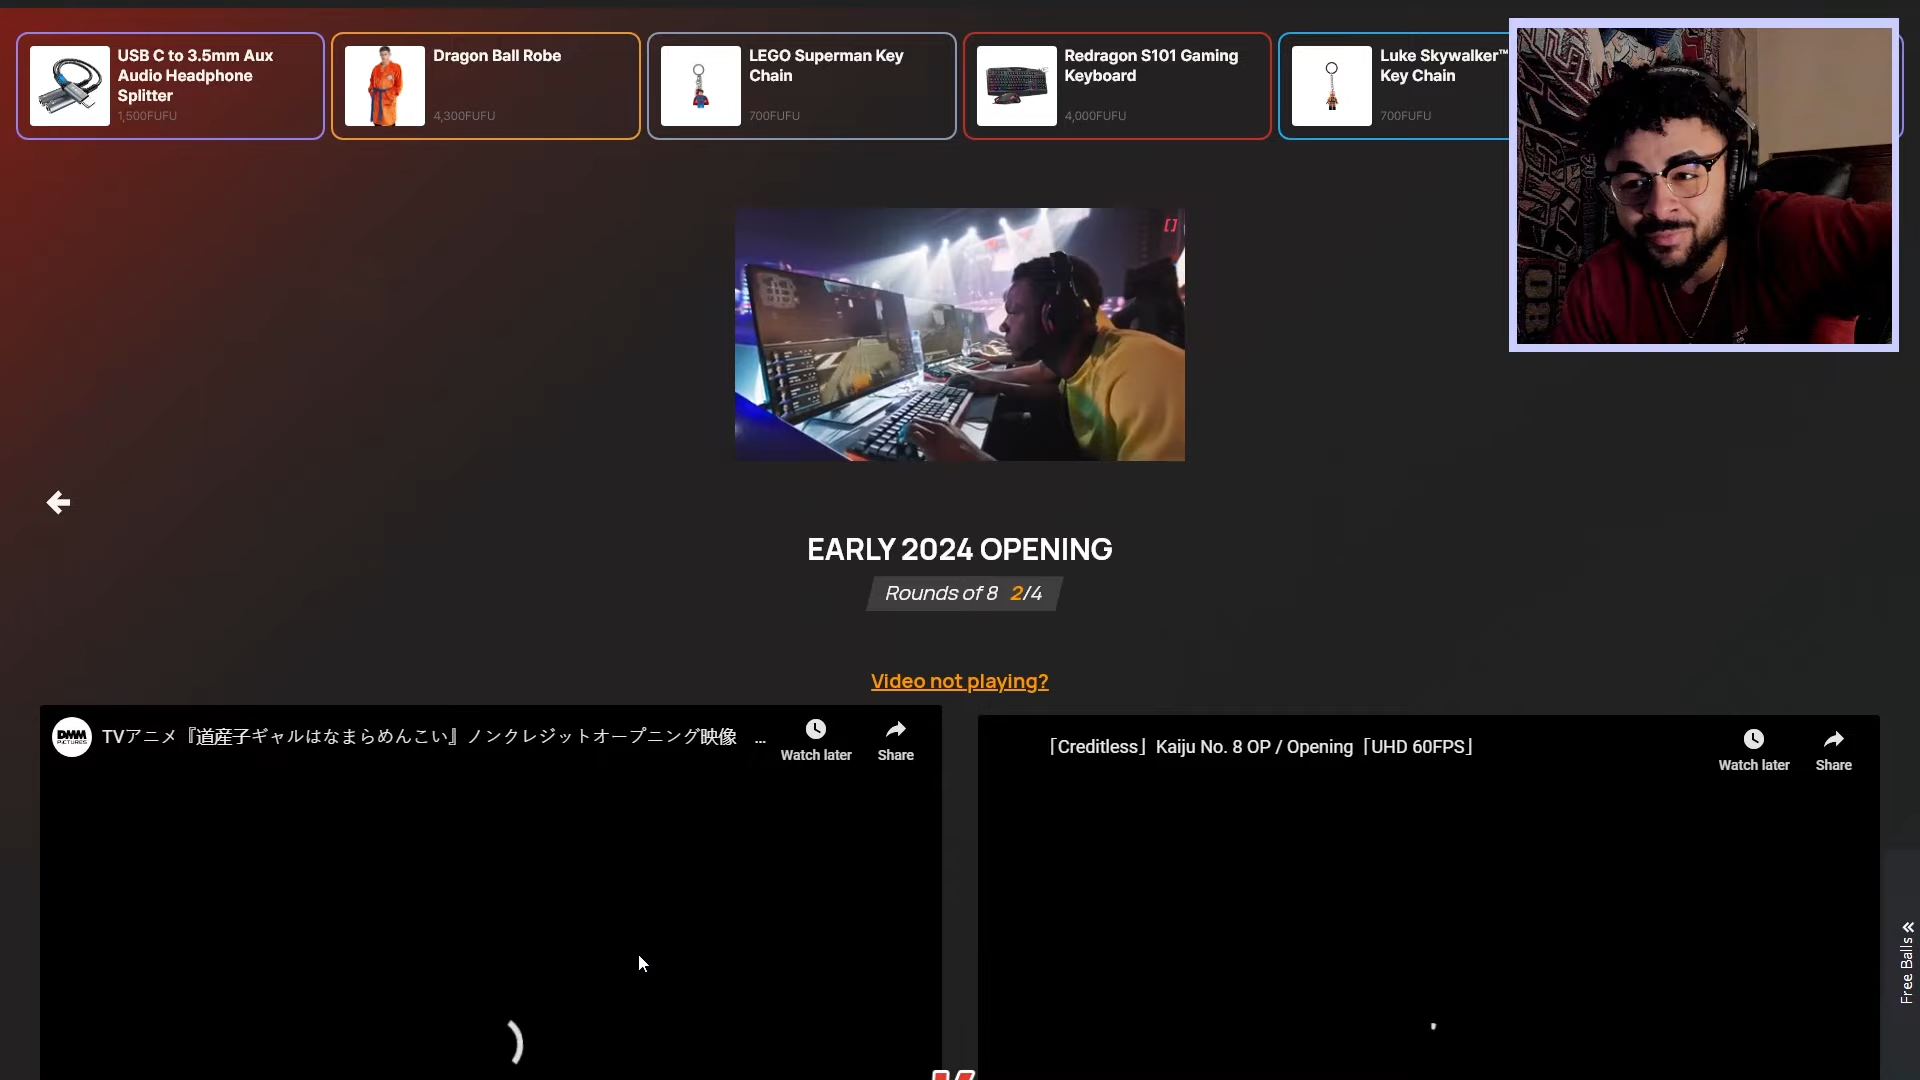 USB C to 3.5mm Aux
Audio Headphone
Splitter
1,500FUFU
Dragon Ball Robe
4,300FUFU
LEGO Superman Key
Chain
700FUFU
Redragon S101 Gaming
Keyboard
4,000FUFU
Luke Skywalker™
Key Chain
700FUFU
EARLY 2024 OPENING
Rounds of 8 2/4
Video not playing?
DMM
PICTURES
TVアニメ『道産子ギャルはなまらめんこい』ノンクレジットオープニング映像 ...
Watch later
Share
「Creditless」Kaiju No. 8 OP / Opening「UHD 60FPS」
Watch later
Share
Free Balls